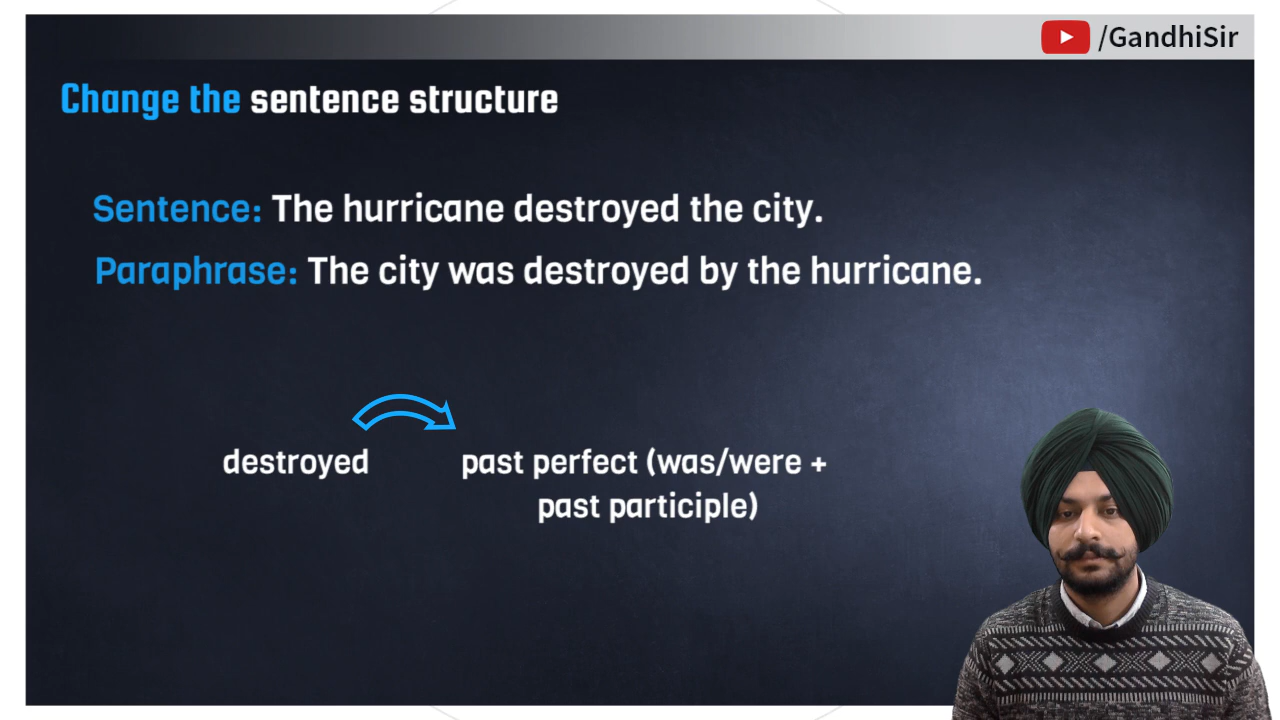 /GandhiSir
Change the sentence structure
Sentence: The hurricane destroyed the city.
Paraphrase: The city was destroyed by the hurricane.
destroyed
past perfect (was/were +
past participle)